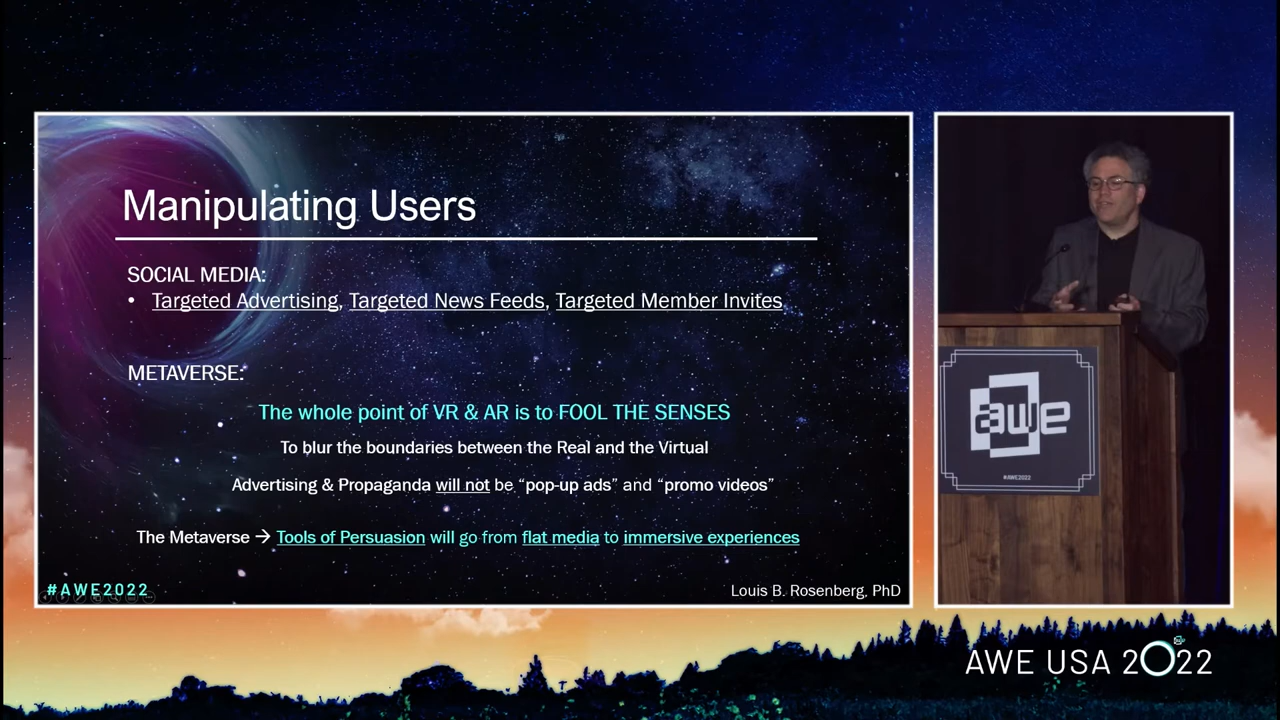 Manipulating Users
SOCIAL MEDIA:
• Targeted Advertising, Targeted News Feeds, Targeted Member Invites
METAVERSE:
The whole point of VR & AR is to FOOL THE SENSES
To blur the boundaries between the Real and the Virtual
Advertising & Propaganda will not be “pop-up ads” and “promo videos”
The Metaverse → Tools of Persuasion will go from flat media to immersive experiences
#AWE2022
Louis B. Rosenberg, PhD
awe
#AWE2022
AWE USA 2022